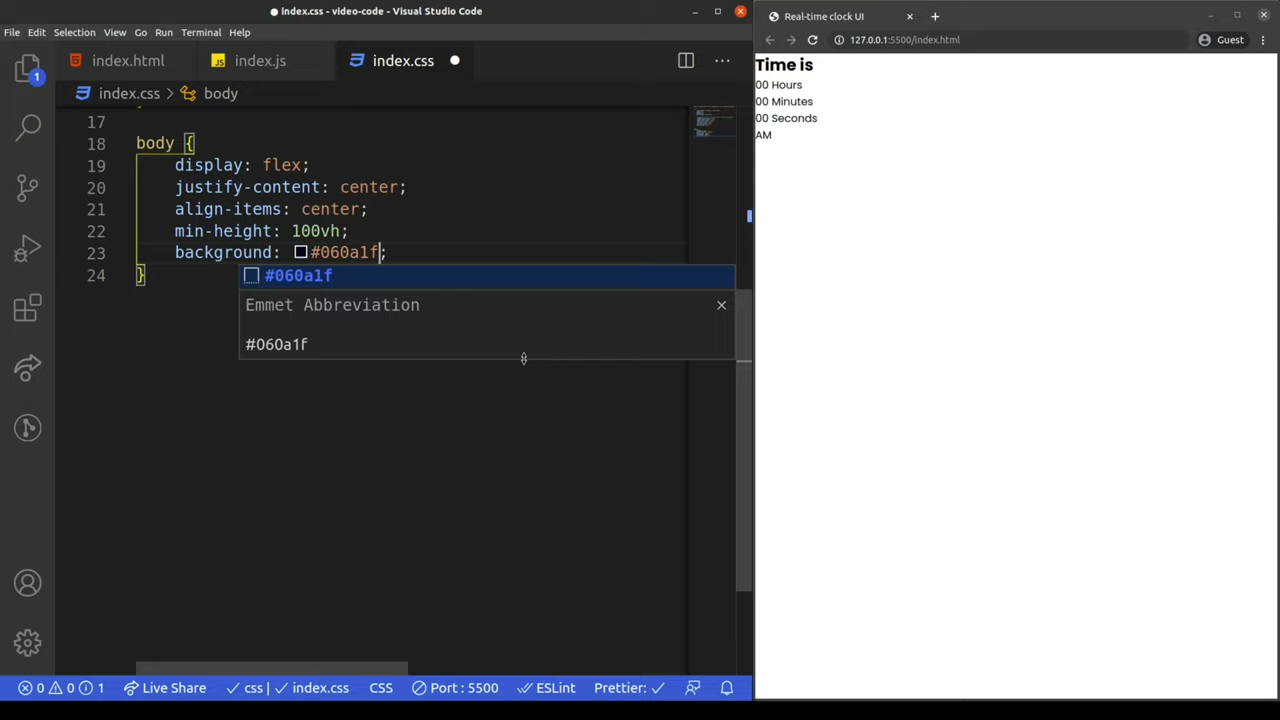 index.css - video-code - Visual Studio Code
File Edit Selection View Go Run Terminal Help
index.html JS index.js index.css
index.css body
17
18 body {
19 display: flex;
20 justify-content: center;
21 align-items: center;
22 min-height: 100vh;
23 background: #060a1f;
24 }
#060a1f
Emmet Abbreviation
#060a1f
1
0 0 1 Live Share css | index.css CSS Port : 5500 ESLint Prettier:
Real-time clock UI
127.0.0.1:5500/index.html Guest
Time is
00 Hours
00 Minutes
00 Seconds
AM